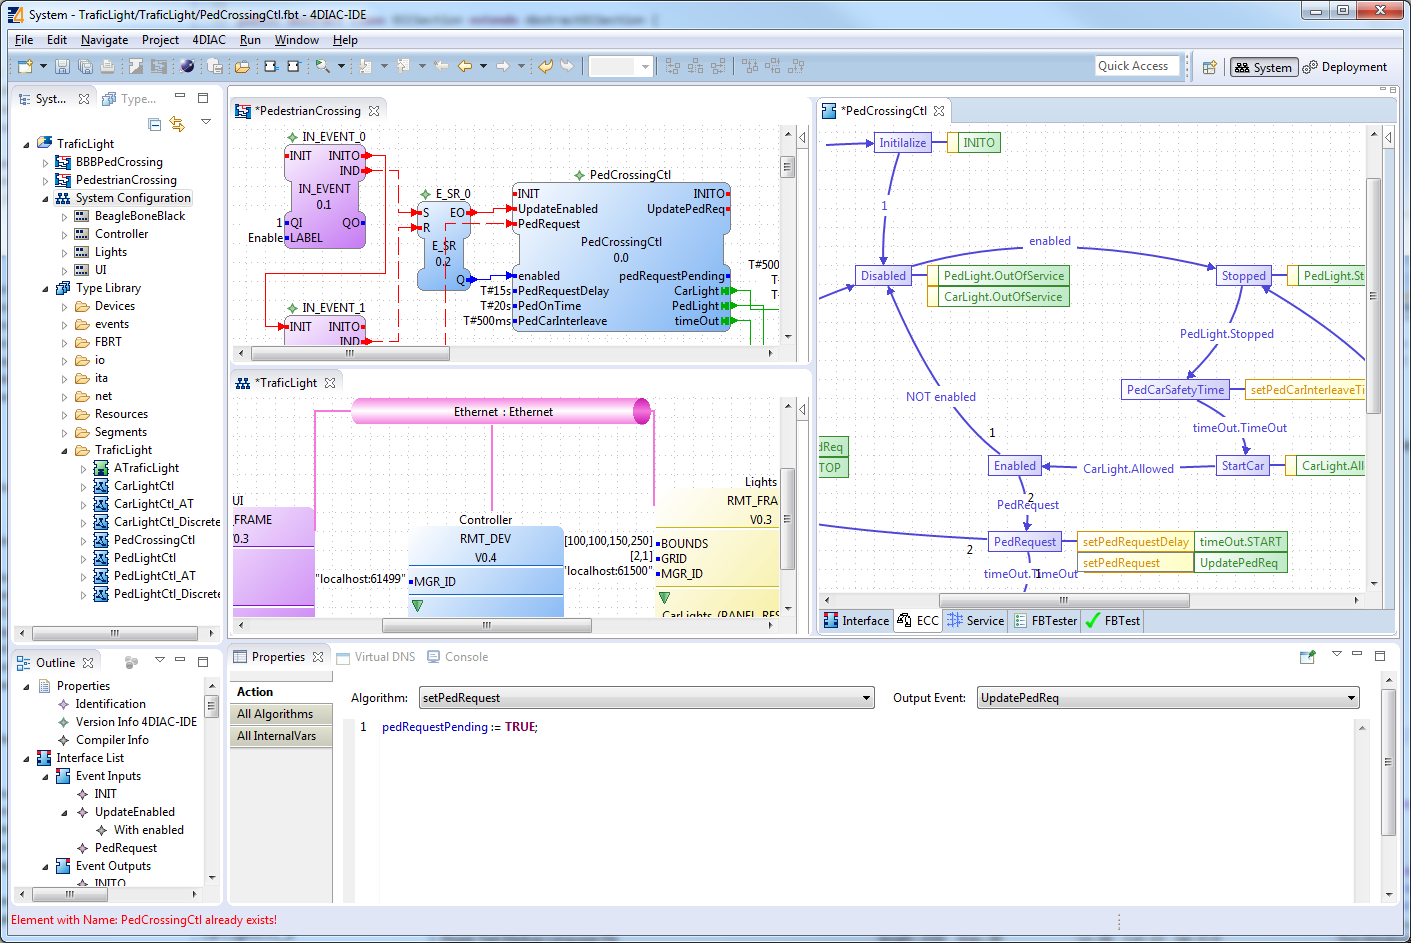 System - TraficLight/TraficLight/PedCrossingCtl.fbt - 4DIAC-IDE
File Edit Navigate Project 4DIAC Run Window Help
Quick Access
System
Deployment
Syst...
Type...
TraficLight
BBBPedCrossing
PedestrianCrossing
System Configuration
BeagleBoneBlack
Controller
Lights
UI
Type Library
Devices
events
FBRT
io
ita
net
Resources
Segments
TraficLight
ATraficLight
CarLightCtl
CarLightCtl_AT
CarLightCtl_Discrete
PedCrossingCtl
PedLightCtl
PedLightCtl_AT
PedLightCtl_Discrete
*PedestrianCrossing
IN_EVENT_0
INIT INITO
IND
IN_EVENT
0.1
1 QI QO
Enable LABEL
IN_EVENT_1
INIT INITO
IND
E_SR_0
S EO
R
E_SR
0.2
Q
PedCrossingCtl
INIT INITO
UpdateEnabled UpdatePedReq
PedRequest
PedCrossingCtl
0.0
enabled pedRequestPending
T#15s PedRequestDelay CarLight
T#20s PedOnTime PedLight
T#500ms PedCarInterleave timeOut
T#500
T#
T#
*TraficLight
Ethernet : Ethernet
UI
FRAME
0.3
Controller
RMT_DEV
V0.4
"localhost:61499" MGR_ID
Lights
RMT_FRA
V0.3
[100,100,150,250] BOUNDS
[2,1] GRID
"localhost:61500" MGR_ID
CarLights (PANEL_RES
*PedCrossingCtl
Initilalize
INITO
1
enabled
Disabled
PedLight.OutOfService
CarLight.OutOfService
Stopped
PedLight.St
PedLight.Stopped
PedCarSafetyTime
setPedCarInterleaveTi
NOT enabled
timeOut.TimeOut
1
dReq
TOP
Enabled
CarLight.Allowed
StartCar
CarLight.All
2
PedRequest
2
PedRequest
setPedRequestDelay timeOut.START
setPedRequest UpdatePedReq
timeOut.TimeOut
1
Interface ECC Service FBTester FBTest
Outline
Properties
Identification
Version Info 4DIAC-IDE
Compiler Info
Interface List
Event Inputs
INIT
UpdateEnabled
With enabled
PedRequest
Event Outputs
INITO
Properties Virtual DNS Console
Action
All Algorithms
All InternalVars
Algorithm: setPedRequest Output Event: UpdatePedReq
1 pedRequestPending := TRUE;
Element with Name: PedCrossingCtl already exists!